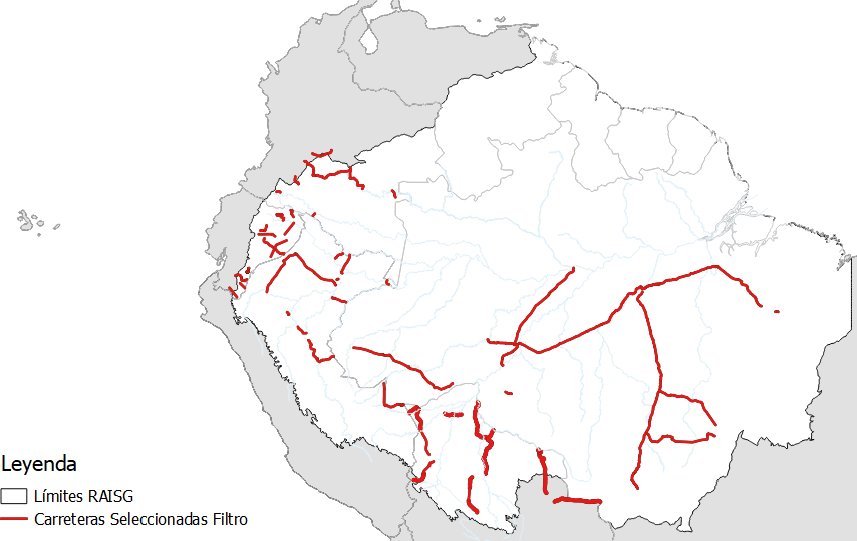 Leyenda
Límites RAISG
Carreteras Seleccionadas Filtro